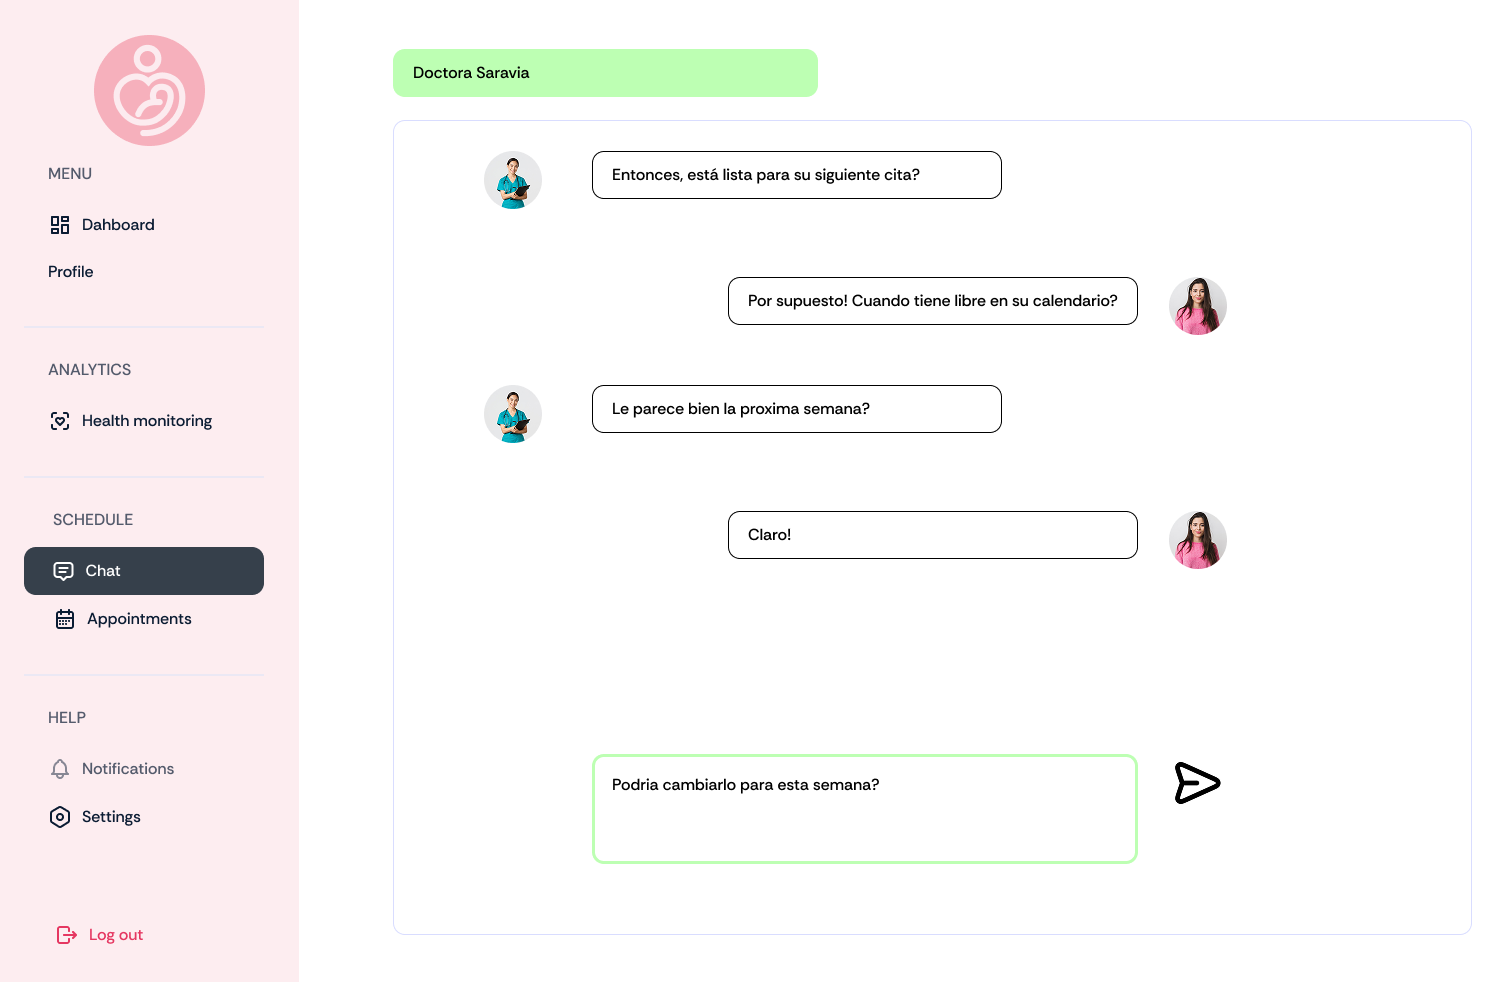 MENU
Dahboard
Profile
ANALYTICS
Health monitoring
SCHEDULE
Chat
Appointments
HELP
Notifications
Settings
Log out
Doctora Saravia
Entonces, está lista para su siguiente cita?
Por supuesto! Cuando tiene libre en su calendario?
Le parece bien la proxima semana?
Claro!
Podria cambiarlo para esta semana?